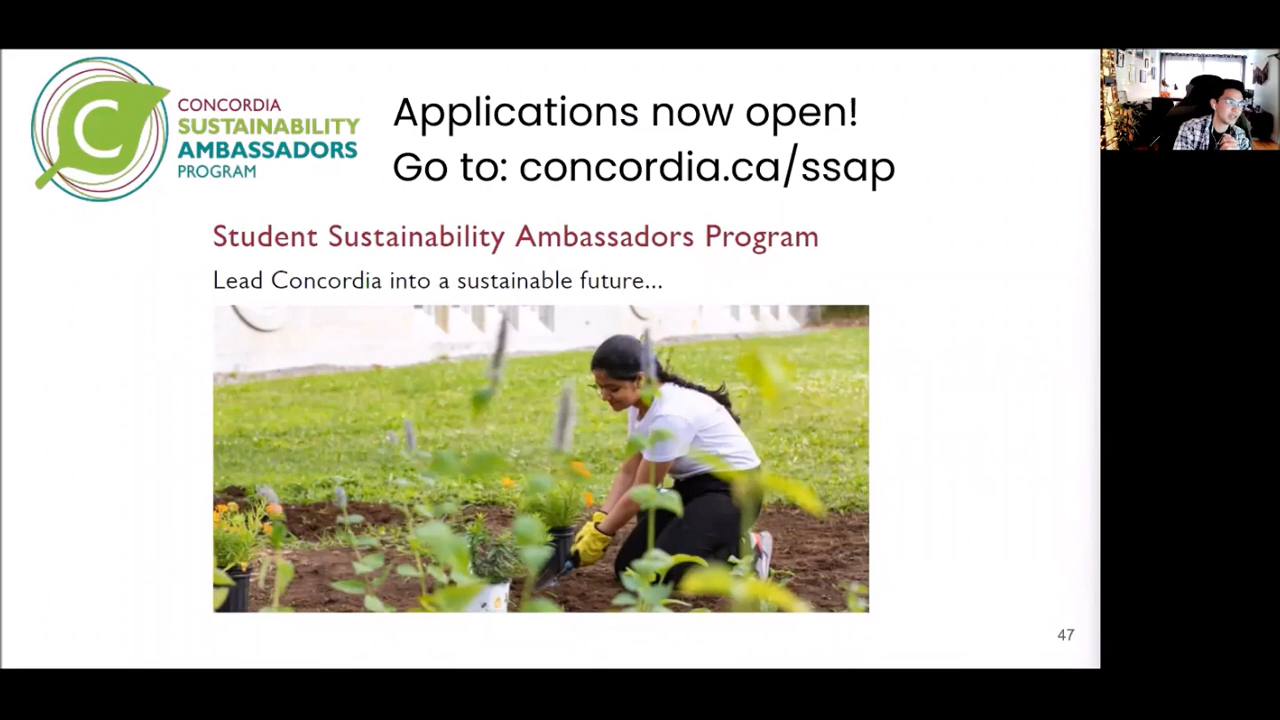 CONCORDIA
SUSTAINABILITY
AMBASSADORS
PROGRAM
C
Applications now open!
Go to: concordia.ca/ssap
Student Sustainability Ambassadors Program
Lead Concordia into a sustainable future...
47